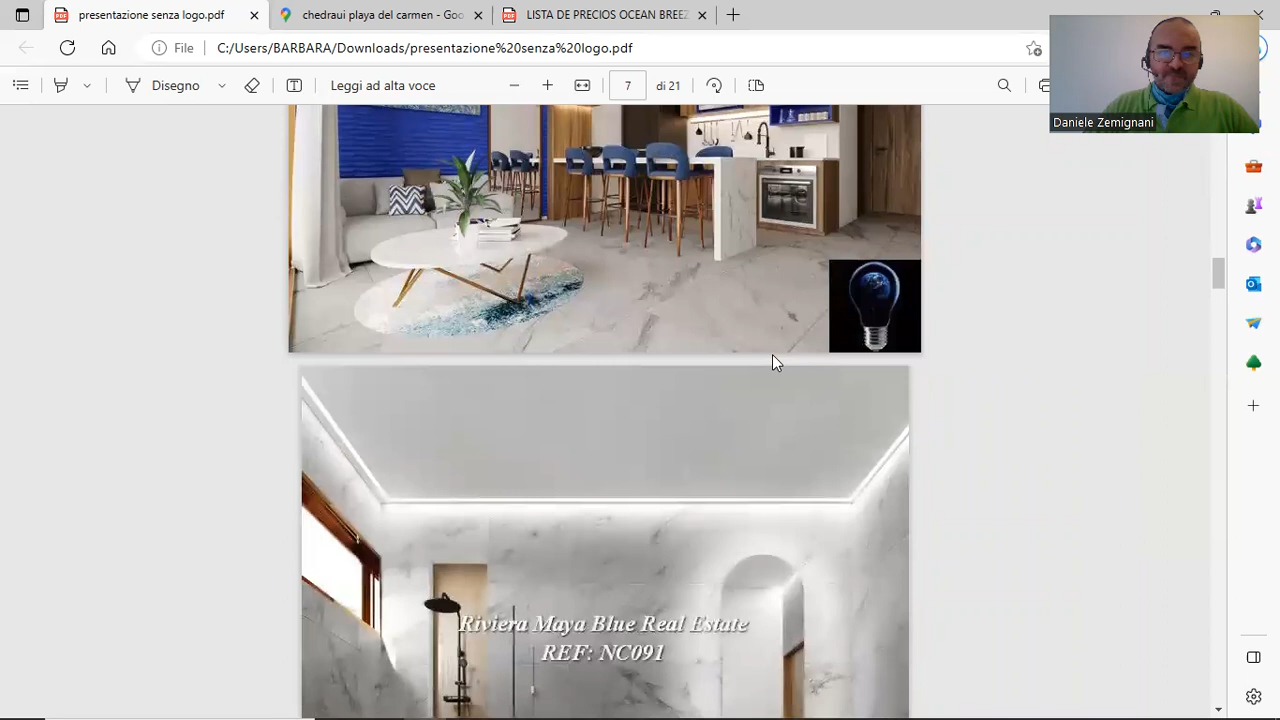 presentazione senza logo.pdf
chedraui playa del carmen - Goo
LISTA DE PRECIOS OCEAN BREEZ
File
C:/Users/BARBARA/Downloads/presentazione%20senza%20logo.pdf
Disegno
Leggi ad alta voce
7
di 21
Daniele Zemignani
Riviera Maya Blue Real Estate
REF: NC091